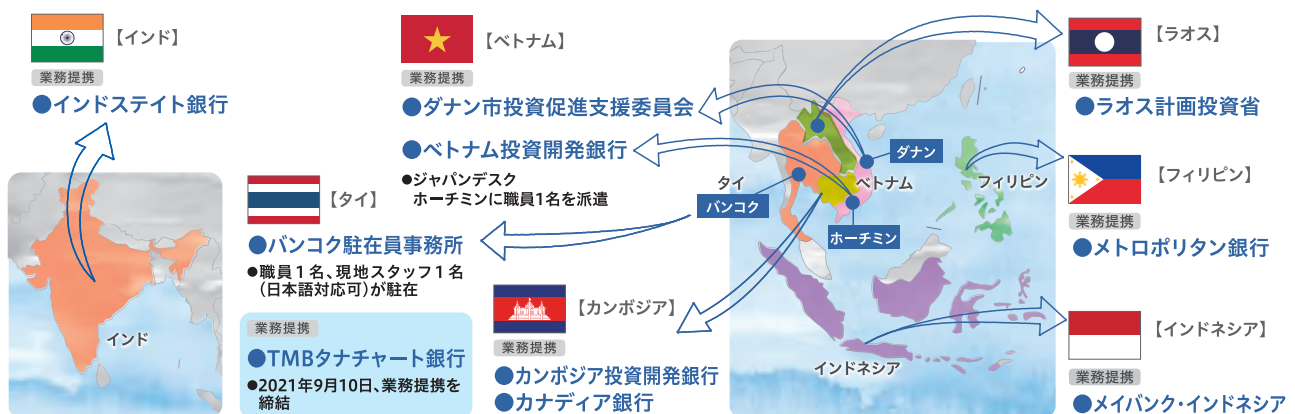 【インド】
業務提携
●インドステイト銀行
インド
【タイ】
●バンコク駐在員事務所
●職員1名、現地スタッフ1名
（日本語対応可）が駐在
業務提携
●TMBタナチャート銀行
●2021年9月10日、業務提携を
締結
【ベトナム】
業務提携
●ダナン市投資促進支援委員会
●ベトナム投資開発銀行
●ジャパンデスク
ホーチミンに職員1名を派遣
【カンボジア】
業務提携
●カンボジア投資開発銀行
●カナディア銀行
タイ
バンコク
ダナン
ベトナム
ホーチミン
フィリピン
インドネシア
【ラオス】
業務提携
●ラオス計画投資省
【フィリピン】
業務提携
●メトロポリタン銀行
【インドネシア】
業務提携
●メイバンク・インドネシア